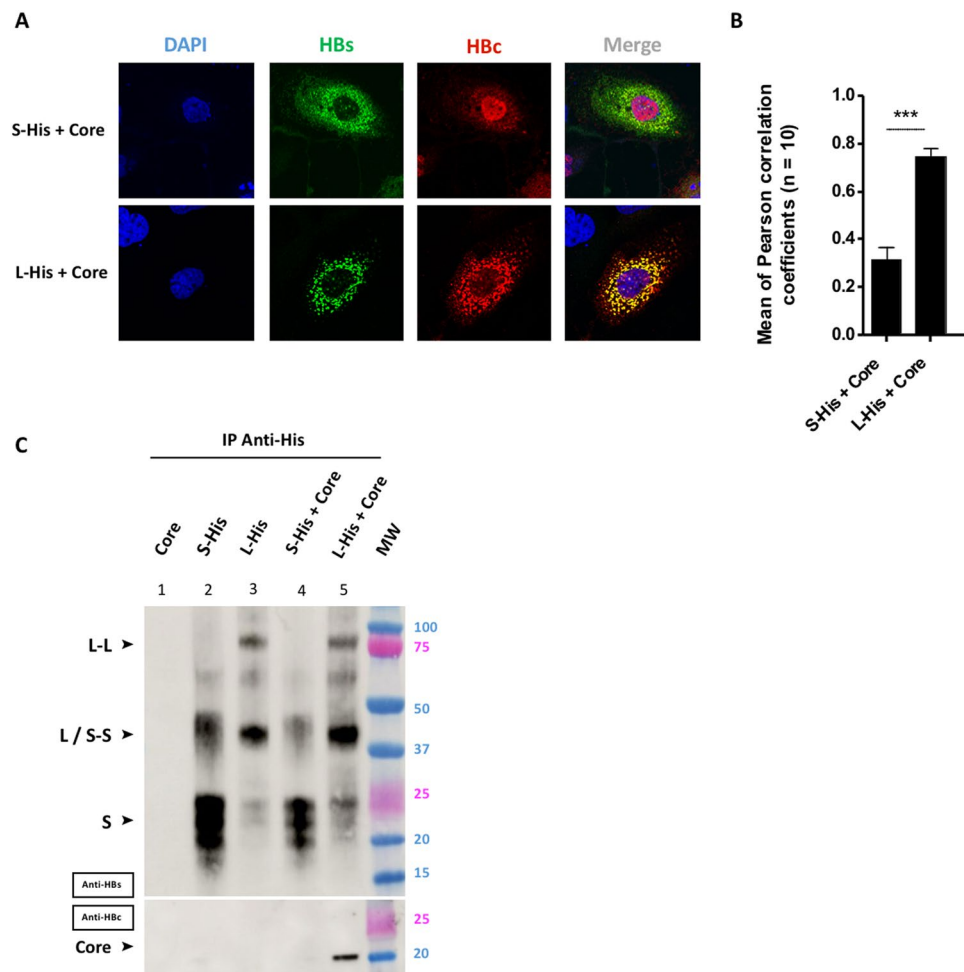 A
DAPI HBs HBc Merge
S-His + Core
L-His + Core
B
Mean of Pearson correlation
coefficients (n = 10)
1.0
0.8
0.6
0.4
0.2
0.0
***
S-His + Core
L-His + Core
C
IP Anti-His
Core S-His L-His S-His + Core L-His + Core MW
1 2 3 4 5
L-L
L / S-S
S
100
75
50
37
25
20
15
Anti-HBs
Anti-HBc
Core
25
20